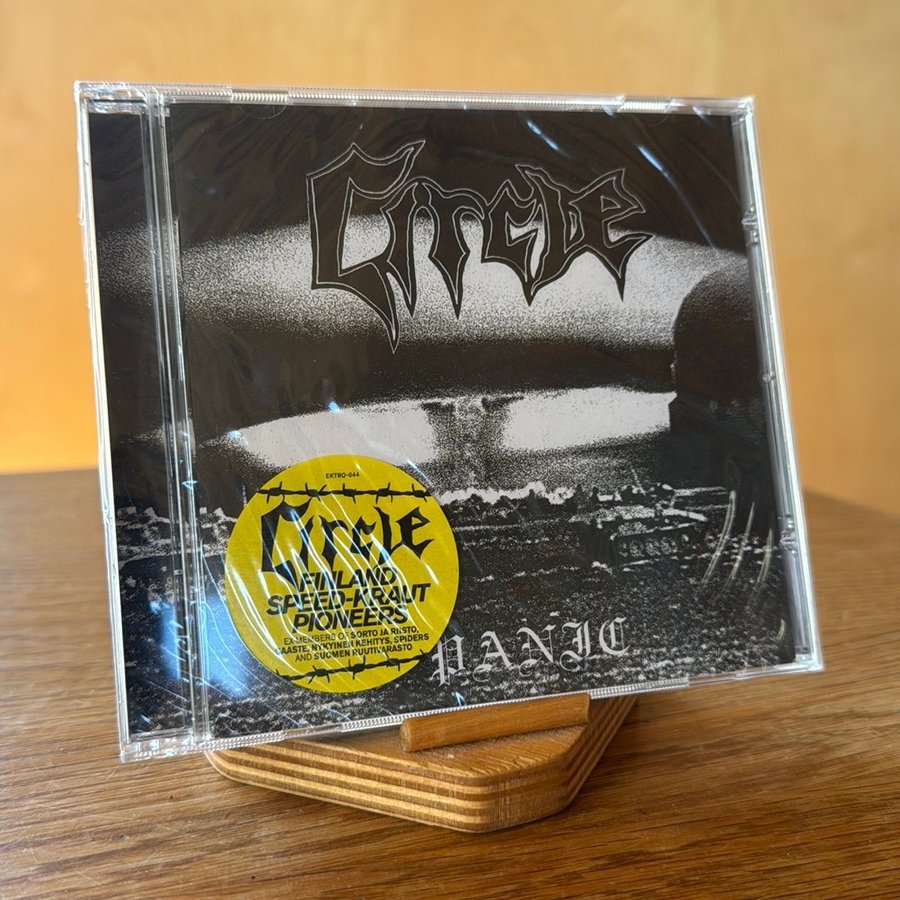 Circle
EKTRO-044
Circle
FINLAND
SPEED-KRAUT
PIONEERS
EX-MEMBERS OF SORTO JA RIISTO,
SAASTE, NYKYINEN KEHITYS, SPIDERS
AND SUOMEN RUUTIVARASTO
PANIC